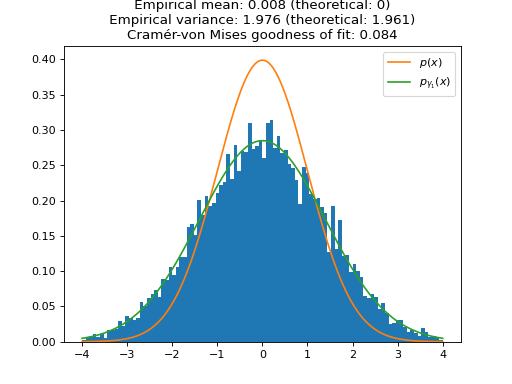 Empirical mean: 0.008 (theoretical: 0)
Empirical variance: 1.976 (theoretical: 1.961)
Cramér-von Mises goodness of fit: 0.084
0.40
0.35
0.30
0.25
0.20
0.15
0.10
0.05
0.00
p(x)
pγ₁(x)
−4 −3 −2 −1 0 1 2 3 4